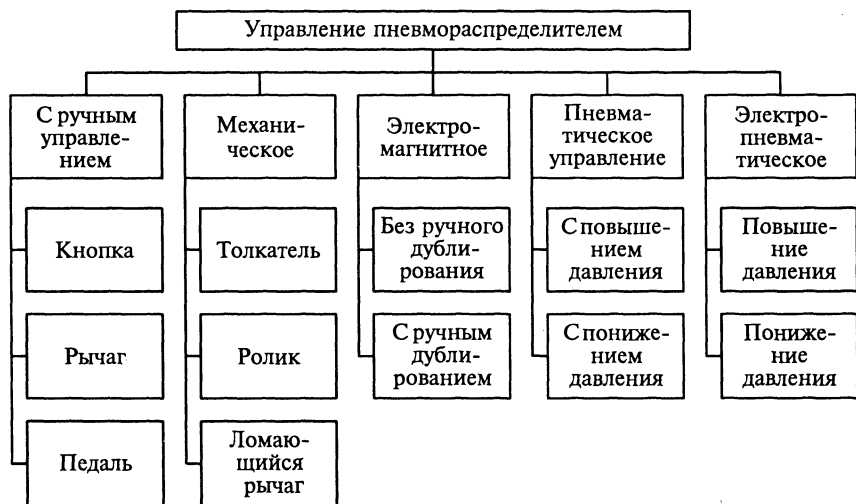 Управление пневмораспределителем
С ручным
управле-
нием
Механи-
ческое
Электро-
магнитное
Пневма-
тическое
управление
Электро-
пневма-
тическое
Кнопка
Толкатель
Без ручного
дубли-
рования
С повыше-
нием
давления
Повыше-
ние
давления
Рычаг
Ролик
С ручным
дубли-
рованием
С пониже-
нием
давления
Пониже-
ние
давления
Педаль
Ломаю-
щийся
рычаг